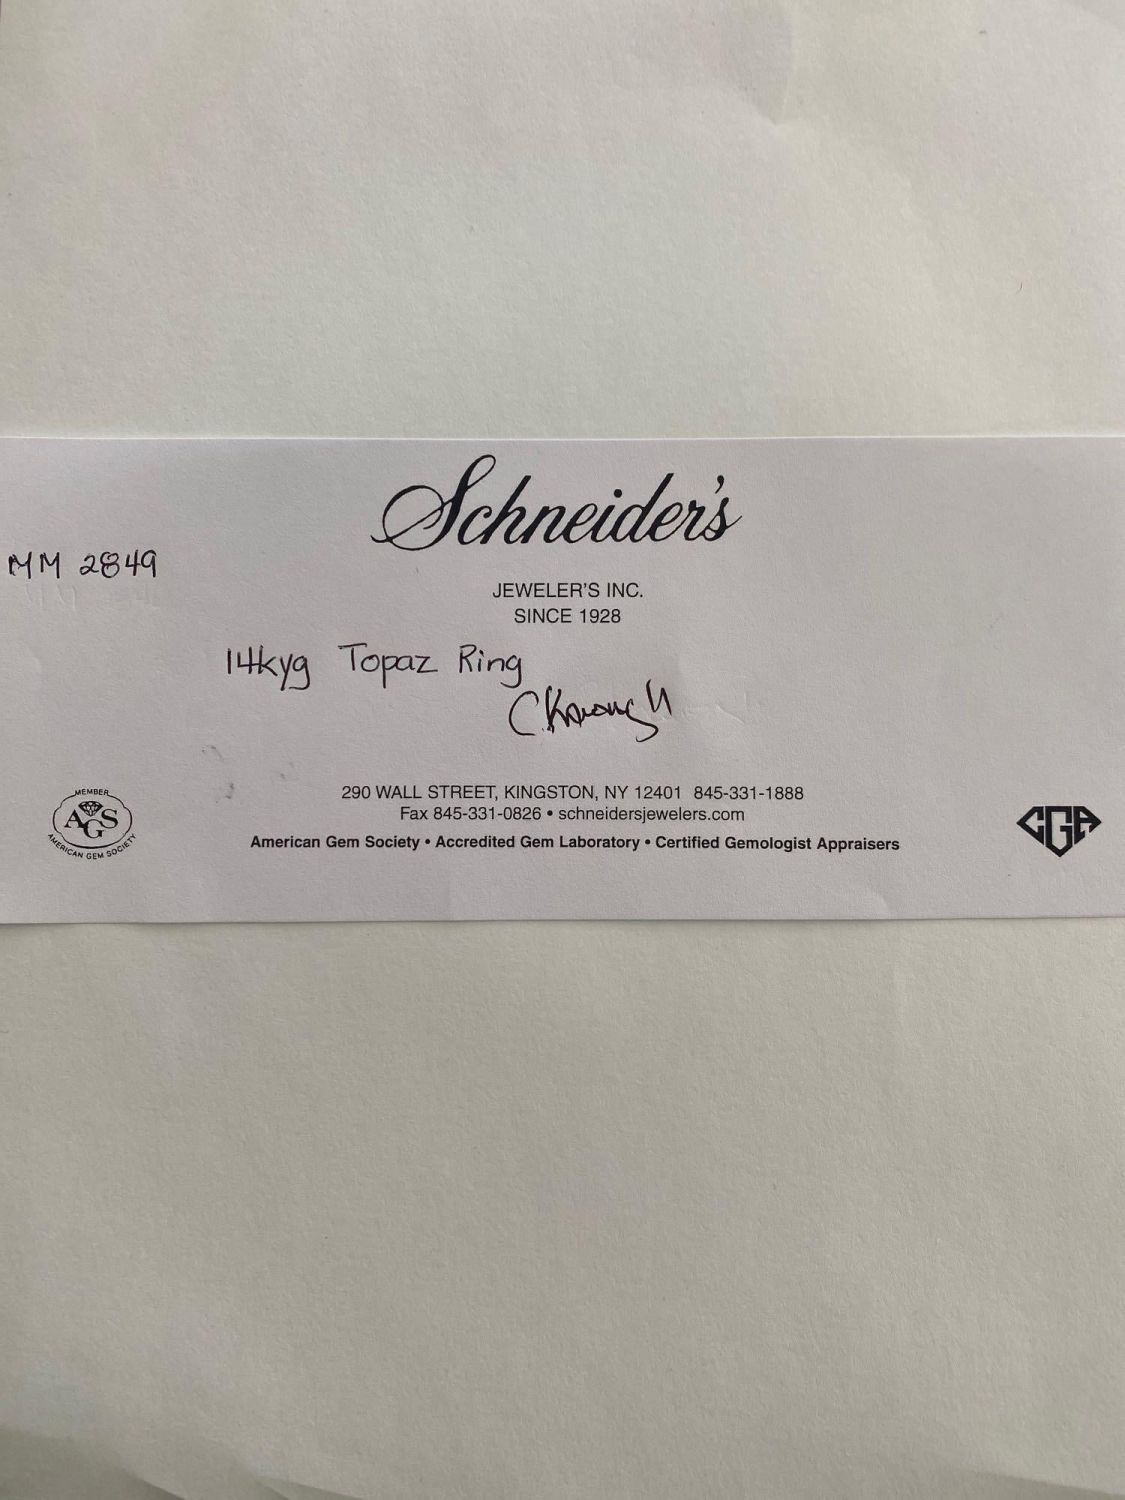 Schneider's
MM 2849
JEWELER'S INC.
SINCE 1928
14kyg Topaz Ring
290 WALL STREET, KINGSTON, NY 12401 845-331-1888
Fax 845-331-0826 • schneidersjewelers.com
American Gem Society • Accredited Gem Laboratory • Certified Gemologist Appraisers
MEMBER
AGS
AMERICAN GEM SOCIETY
CGA